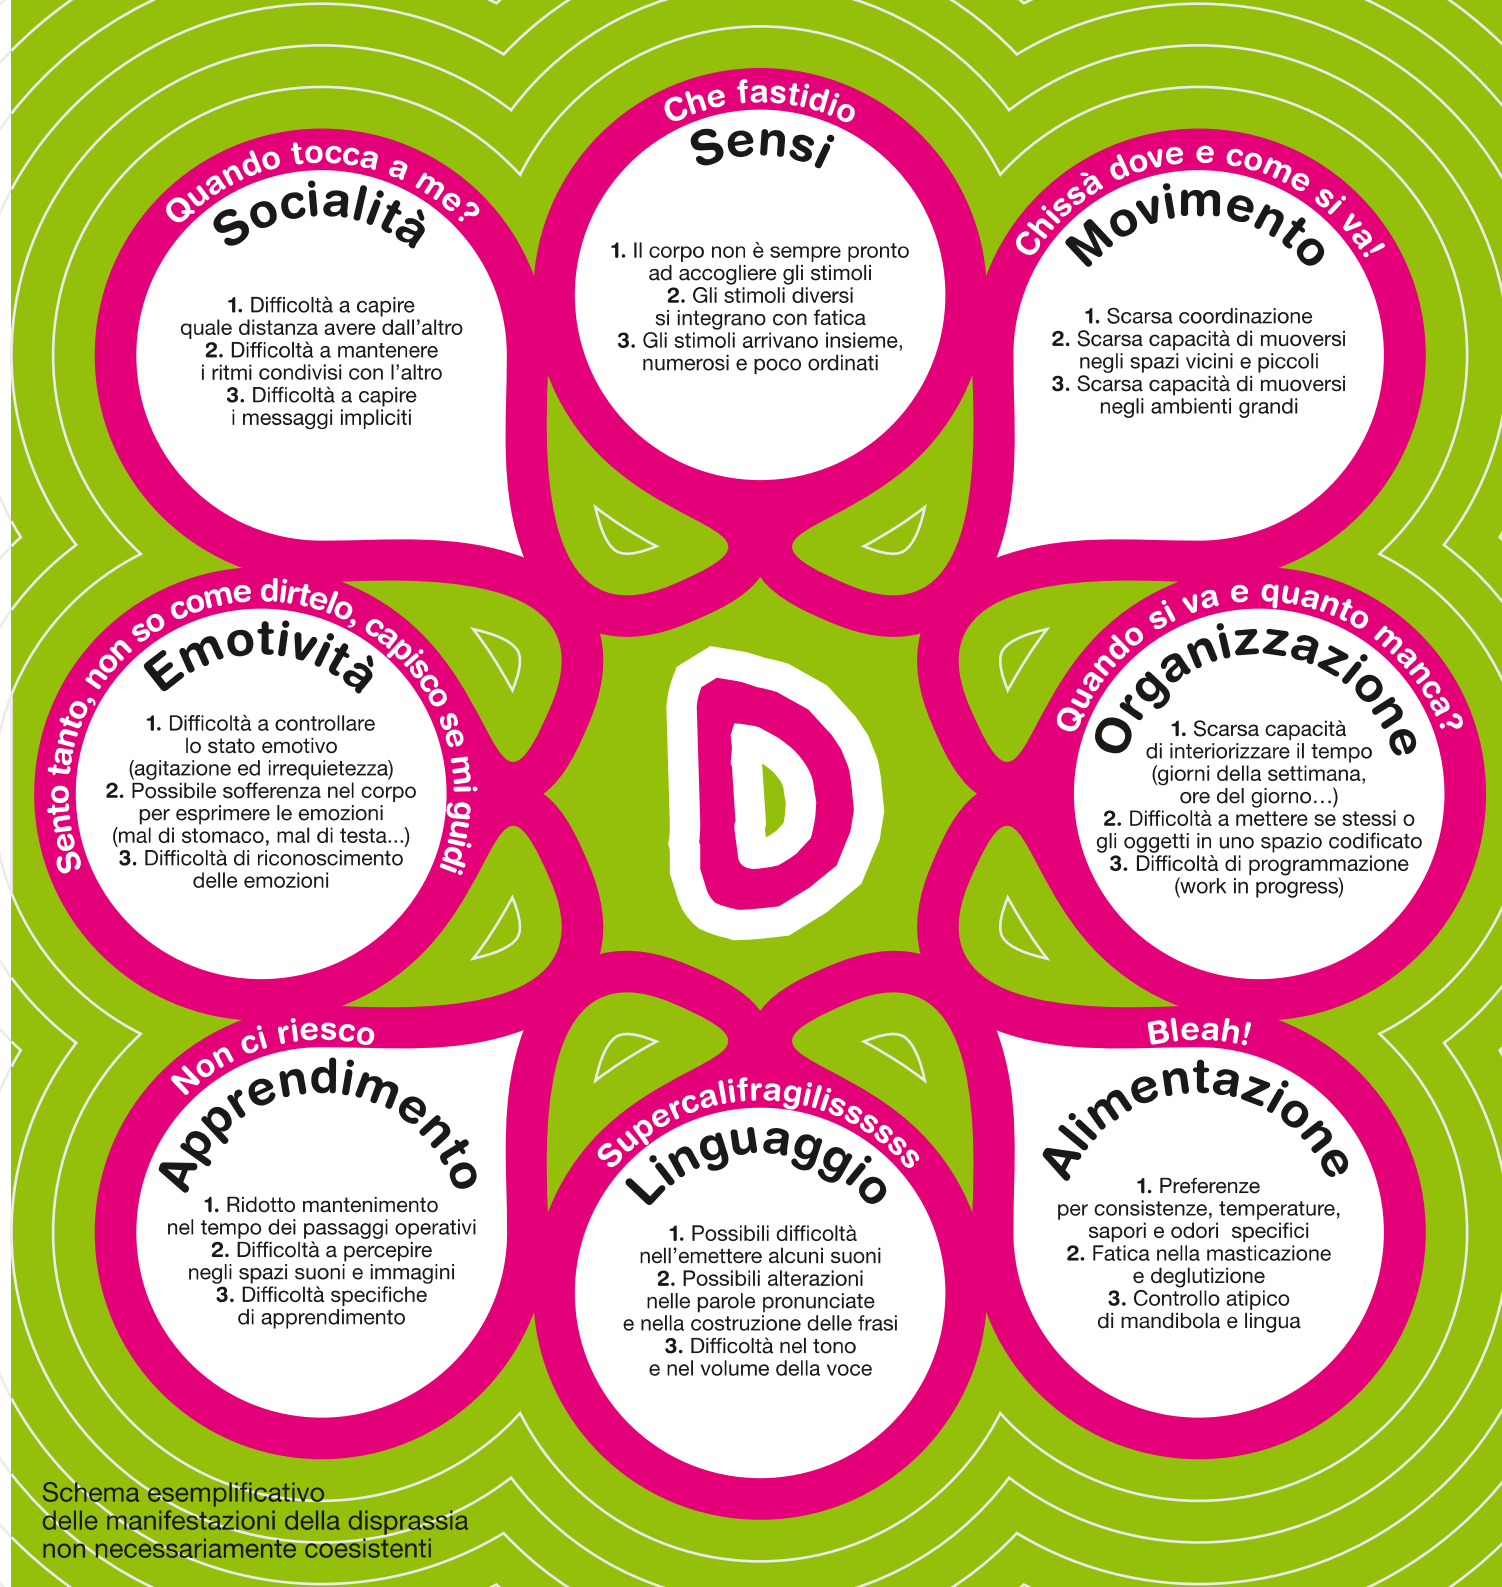 Che fastidio
Sensi
1. Il corpo non è sempre pronto
ad accogliere gli stimoli
2. Gli stimoli diversi
si integrano con fatica
3. Gli stimoli arrivano insieme,
numerosi e poco ordinati
Quando tocca a me?
Socialità
1. Difficoltà a capire
quale distanza avere dall'altro
2. Difficoltà a mantenere
i ritmi condivisi con l'altro
3. Difficoltà a capire
i messaggi impliciti
Chissà dove e come si va!
Movimento
1. Scarsa coordinazione
2. Scarsa capacità di muoversi
negli spazi vicini e piccoli
3. Scarsa capacità di muoversi
negli ambienti grandi
Sento tanto, non so come dirtelo, capisco se mi guidi
Emotività
1. Difficoltà a controllare
lo stato emotivo
(agitazione ed irrequietezza)
2. Possibile sofferenza nel corpo
per esprimere le emozioni
(mal di stomaco, mal di testa...)
3. Difficoltà di riconoscimento
delle emozioni
D
Quando si va e quanto manca?
Organizzazione
1. Scarsa capacità
di interiorizzare il tempo
(giorni della settimana,
ore del giorno...)
2. Difficoltà a mettere se stessi o
gli oggetti in uno spazio codificato
3. Difficoltà di programmazione
(work in progress)
Non ci riesco
Apprendimento
1. Ridotto mantenimento
nel tempo dei passaggi operativi
2. Difficoltà a percepire
negli spazi suoni e immagini
3. Difficoltà specifiche
di apprendimento
Supercalifragilisssssss
Linguaggio
1. Possibili difficoltà
nell'emettere alcuni suoni
2. Possibili alterazioni
nelle parole pronunciate
e nella costruzione delle frasi
3. Difficoltà nel tono
e nel volume della voce
Bleah!
Alimentazione
1. Preferenze
per consistenze, temperature,
sapori e odori specifici
2. Fatica nella masticazione
e deglutizione
3. Controllo atipico
di mandibola e lingua
Schema esemplificativo
delle manifestazioni della disprassia
non necessariamente coesistenti